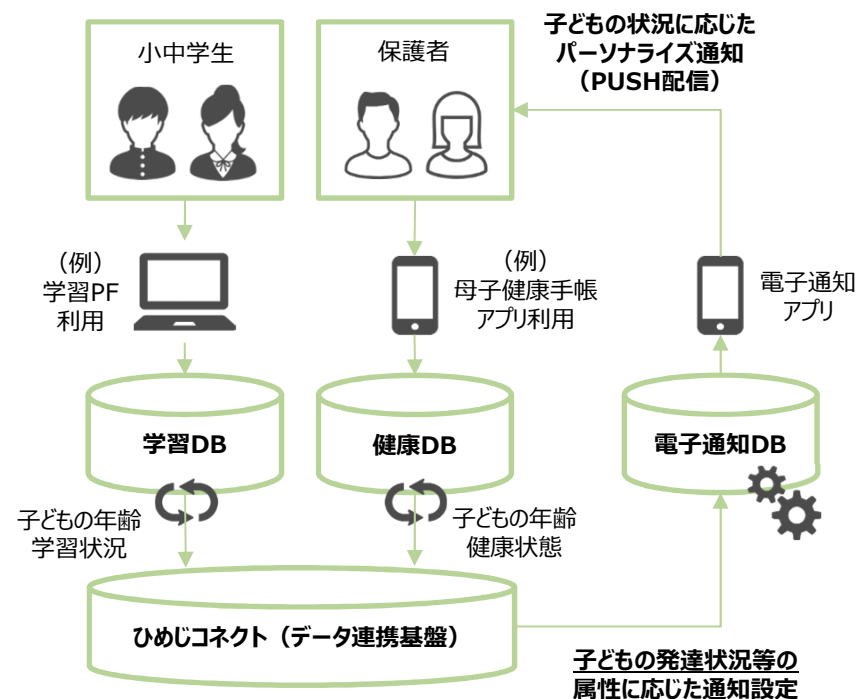 小中学生
保護者
子どもの状況に応じた
パーソナライズ通知
（PUSH配信）
（例）
学習PF
利用
（例）
母子健康手帳
アプリ利用
電子通知
アプリ
学習DB
健康DB
電子通知DB
子どもの年齢
学習状況
子どもの年齢
健康状態
ひめじコネクト（データ連携基盤）
子どもの発達状況等の
属性に応じた通知設定